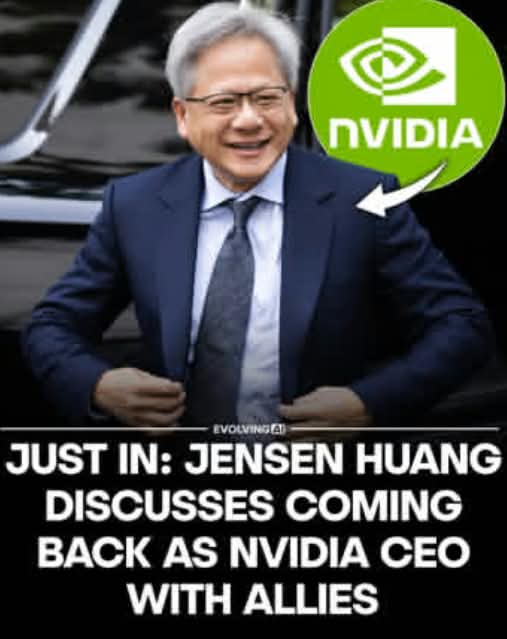 NVIDIA
EVOLVING AI
JUST IN: JENSEN HUANG
DISCUSSES COMING
BACK AS NVIDIA CEO
WITH ALLIES